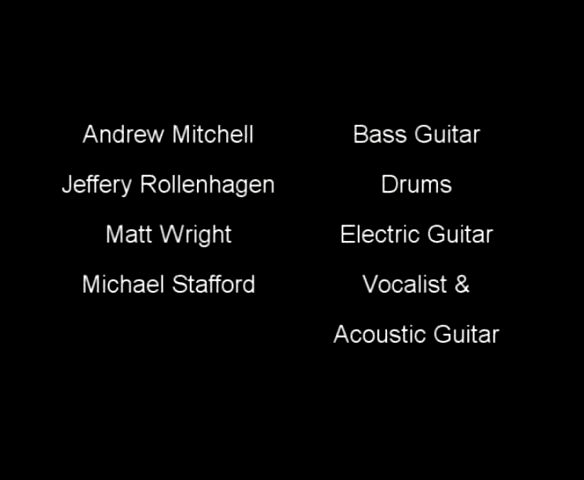 Andrew Mitchell Bass Guitar
Jeffery Rollenhagen Drums
Matt Wright Electric Guitar
Michael Stafford Vocalist &
Acoustic Guitar